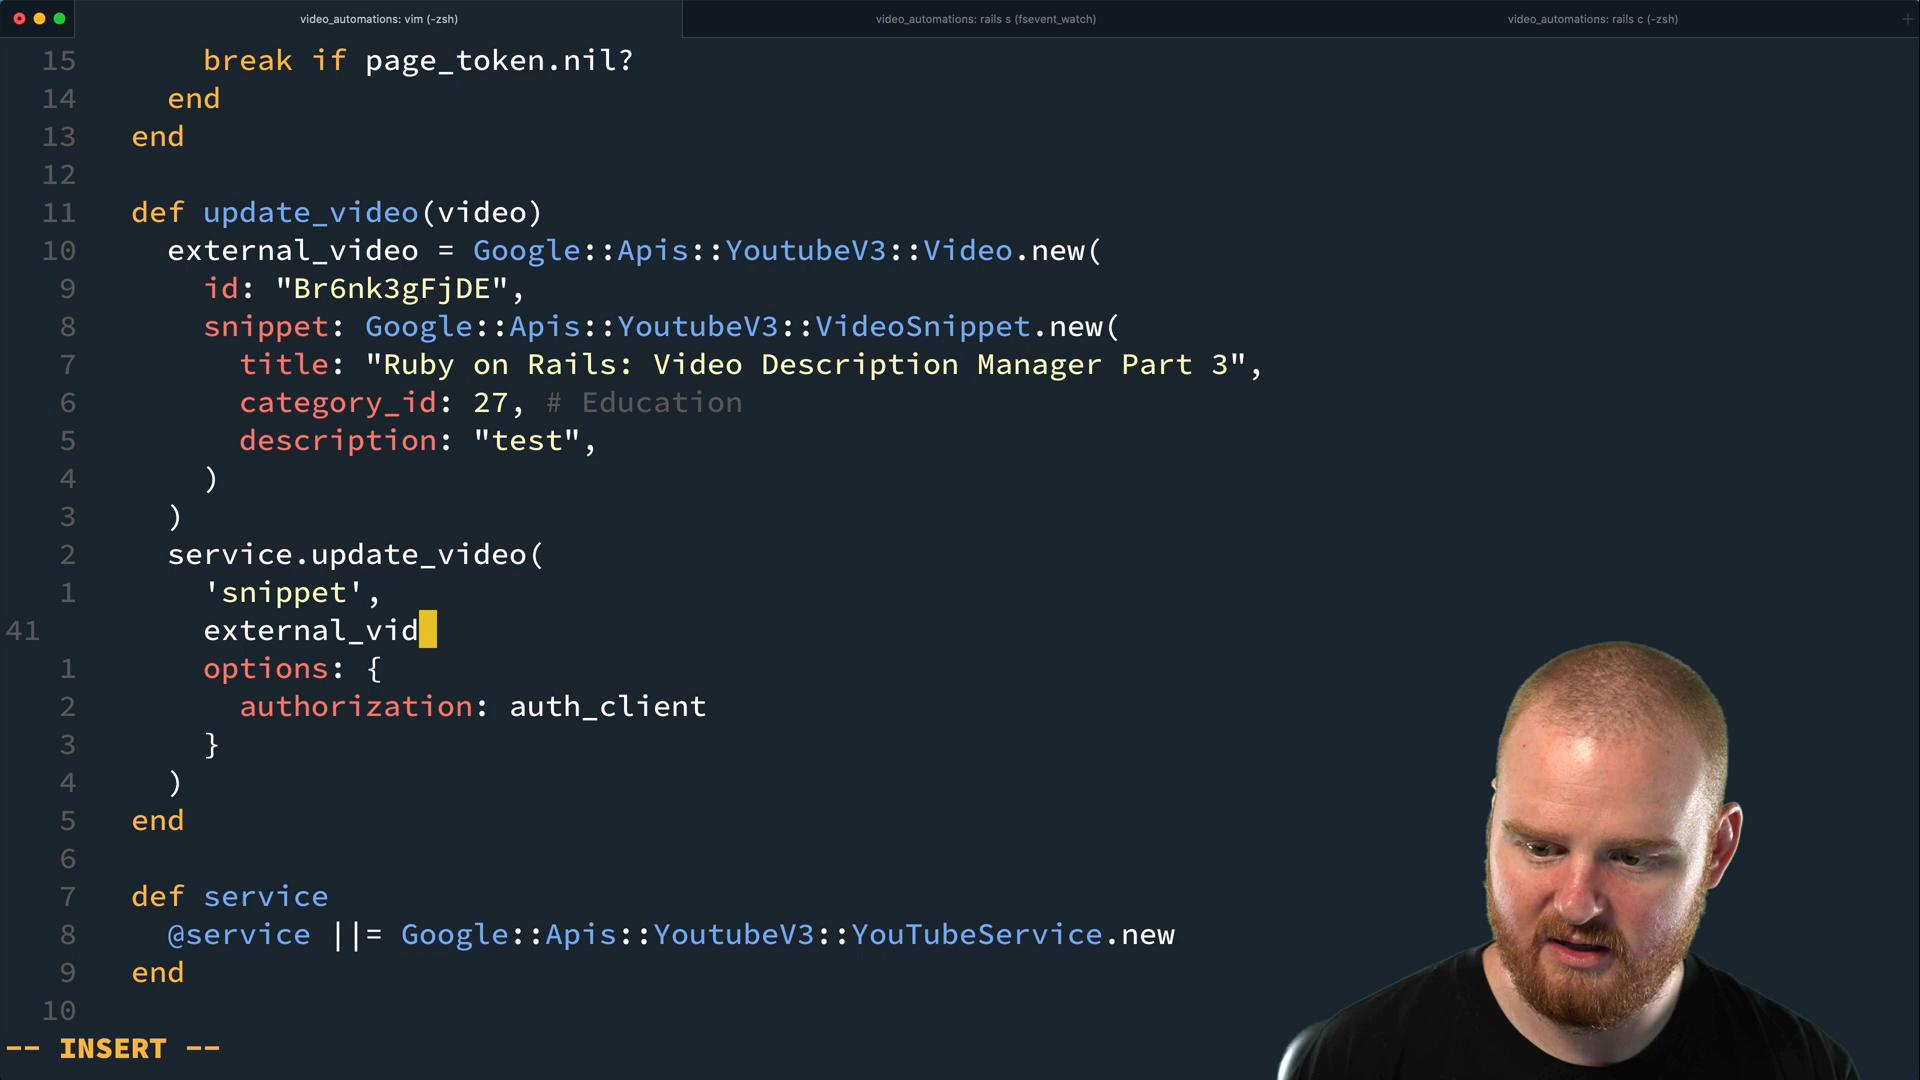 video_automations: vim (-zsh)
video_automations: rails s (fsevent_watch)
video_automations: rails c (-zsh)
+
15 break if page_token.nil?
14 end
13 end
12
11 def update_video(video)
10 external_video = Google::Apis::YoutubeV3::Video.new(
9 id: "Br6nk3gFjDE",
8 snippet: Google::Apis::YoutubeV3::VideoSnippet.new(
7 title: "Ruby on Rails: Video Description Manager Part 3",
6 category_id: 27, # Education
5 description: "test",
4 )
3 )
2 service.update_video(
1 'snippet',
41 external_vid
1 options: {
2 authorization: auth_client
3 }
4 )
5 end
6
7 def service
8 @service ||= Google::Apis::YoutubeV3::YouTubeService.new
9 end
10
-- INSERT --